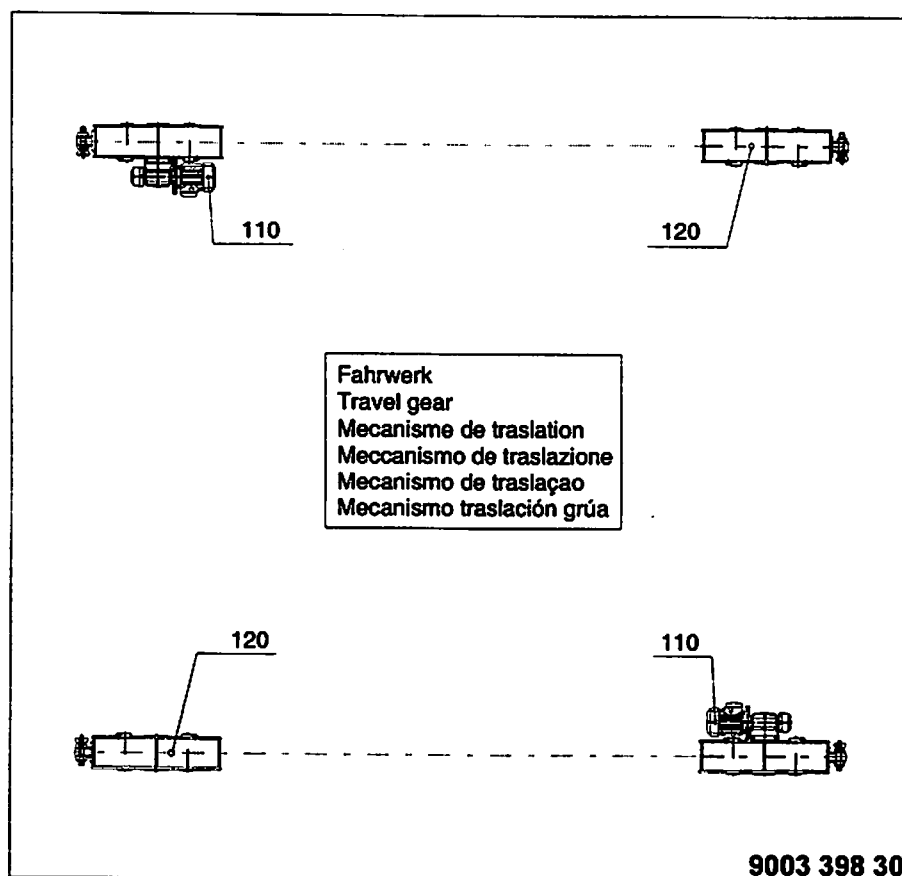 110
120
Fahrwerk
Travel gear
Mecanisme de traslation
Meccanismo de traslazione
Mecanismo de traslaçao
Mecanismo traslación grúa
120
110
9003 398 30